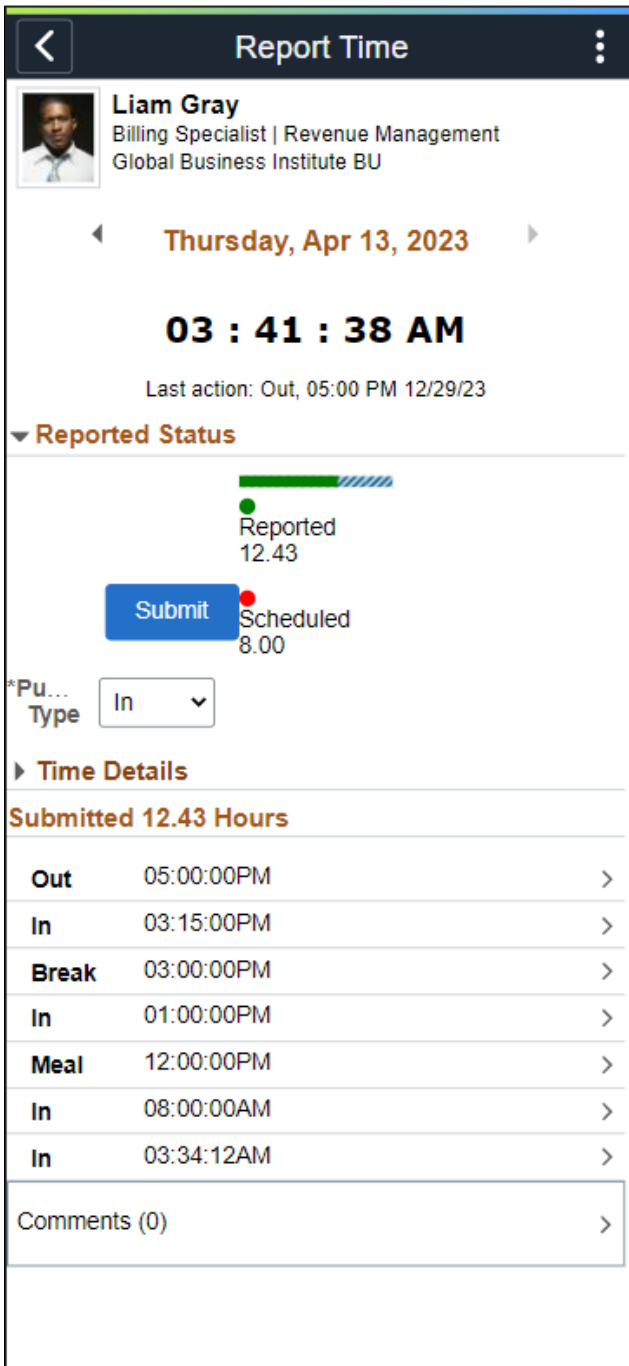 Report Time
Liam Gray
Billing Specialist | Revenue Management
Global Business Institute BU
Thursday, Apr 13, 2023
03 : 41 : 38 AM
Last action: Out, 05:00 PM 12/29/23
Reported Status
Reported
12.43
Submit
Scheduled
8.00
*Pu...
Type
In
Time Details
Submitted 12.43 Hours
Out 05:00:00PM
In 03:15:00PM
Break 03:00:00PM
In 01:00:00PM
Meal 12:00:00PM
In 08:00:00AM
In 03:34:12AM
Comments (0)